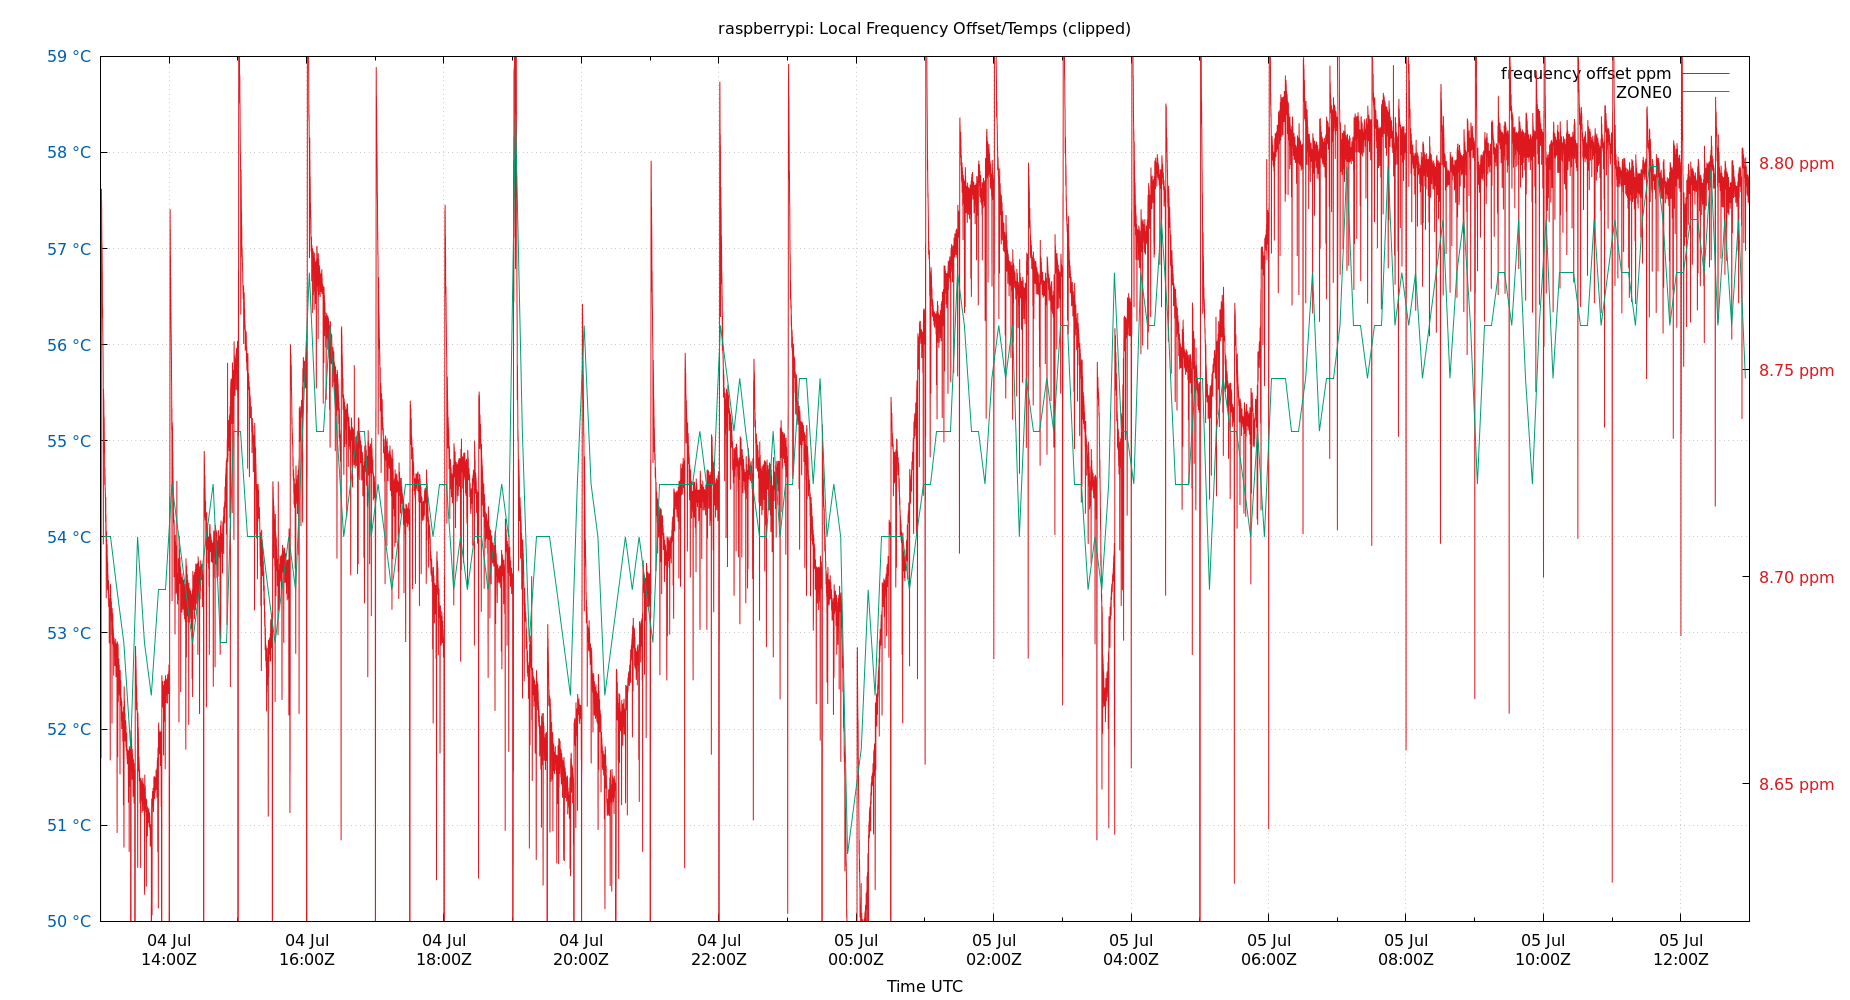 raspberrypi: Local Frequency Offset/Temps (clipped)
59 °C
58 °C
57 °C
56 °C
55 °C
54 °C
53 °C
52 °C
51 °C
50 °C
frequency offset ppm
ZONE0
8.80 ppm
8.75 ppm
8.70 ppm
8.65 ppm
04 Jul 04 Jul 04 Jul 04 Jul 04 Jul 05 Jul 05 Jul 05 Jul 05 Jul 05 Jul 05 Jul 05 Jul
14:00Z 16:00Z 18:00Z 20:00Z 22:00Z 00:00Z 02:00Z 04:00Z 06:00Z 08:00Z 10:00Z 12:00Z
Time UTC